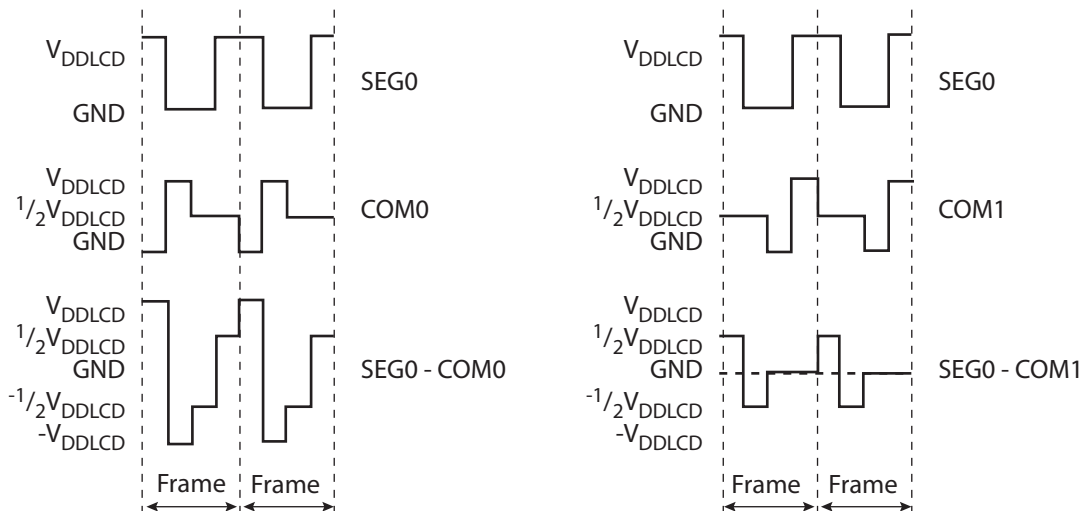 V_DDLCD
GND
SEG0
V_DDLCD
1/2V_DDLCD
GND
COM0
V_DDLCD
1/2V_DDLCD
GND
-1/2V_DDLCD
-V_DDLCD
SEG0 - COM0
Frame
Frame
V_DDLCD
GND
SEG0
V_DDLCD
1/2V_DDLCD
GND
COM1
V_DDLCD
1/2V_DDLCD
GND
-1/2V_DDLCD
-V_DDLCD
SEG0 - COM1
Frame
Frame